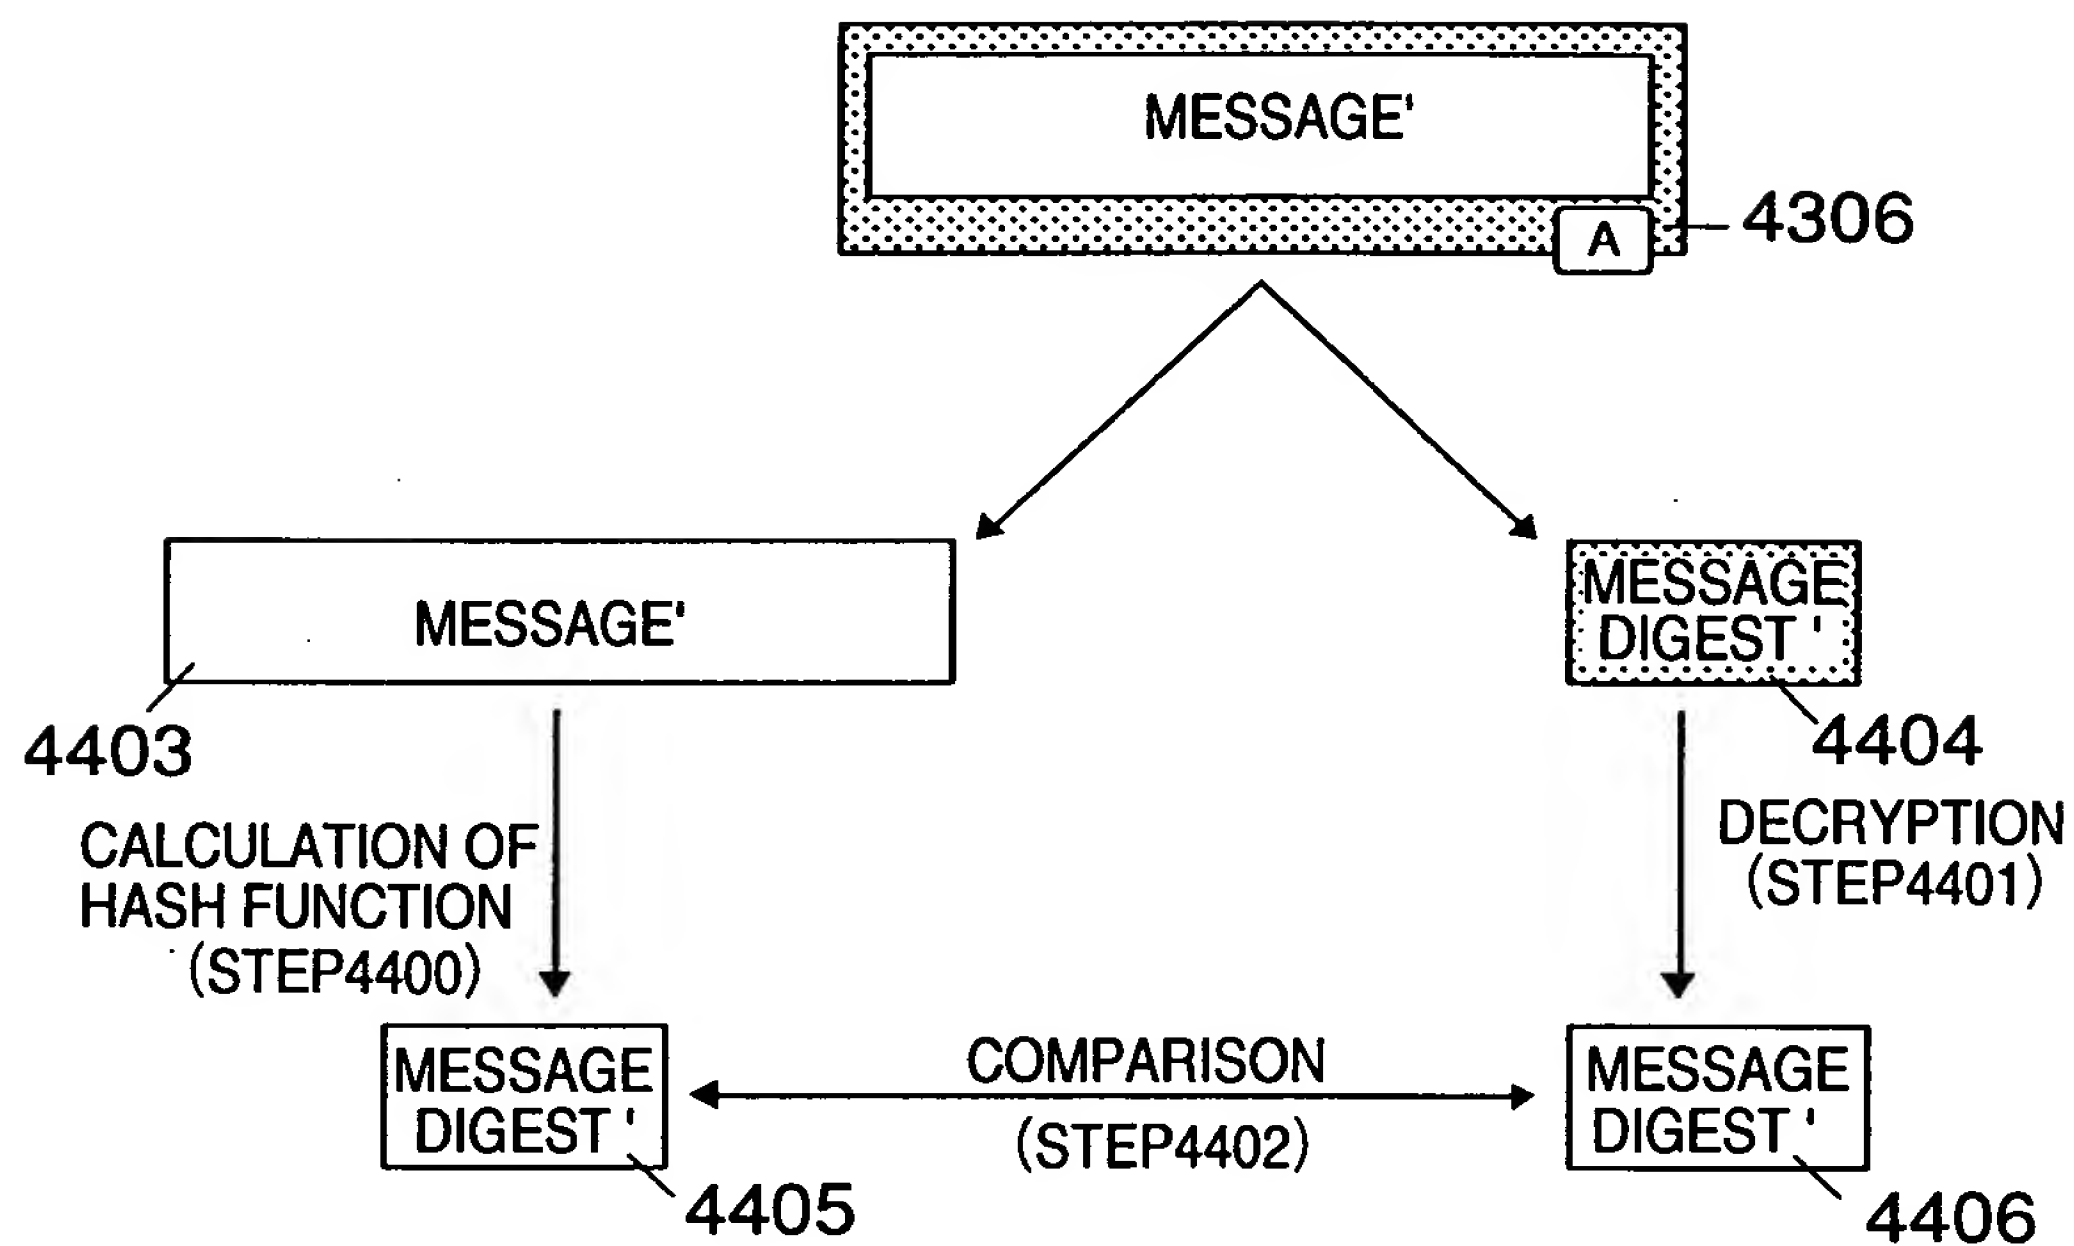 MESSAGE'
A
4306
MESSAGE'
4403
MESSAGE
DIGEST '
4404
CALCULATION OF
HASH FUNCTION
(STEP4400)
DECRYPTION
(STEP4401)
MESSAGE
DIGEST '
4405
COMPARISON
(STEP4402)
MESSAGE
DIGEST '
4406